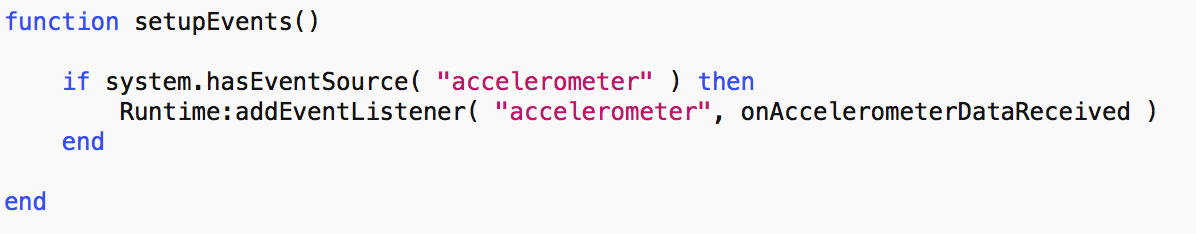 function setupEvents()
if system.hasEventSource( "accelerometer" ) then
Runtime:addEventListener( "accelerometer", onAccelerometerDataReceived )
end
end